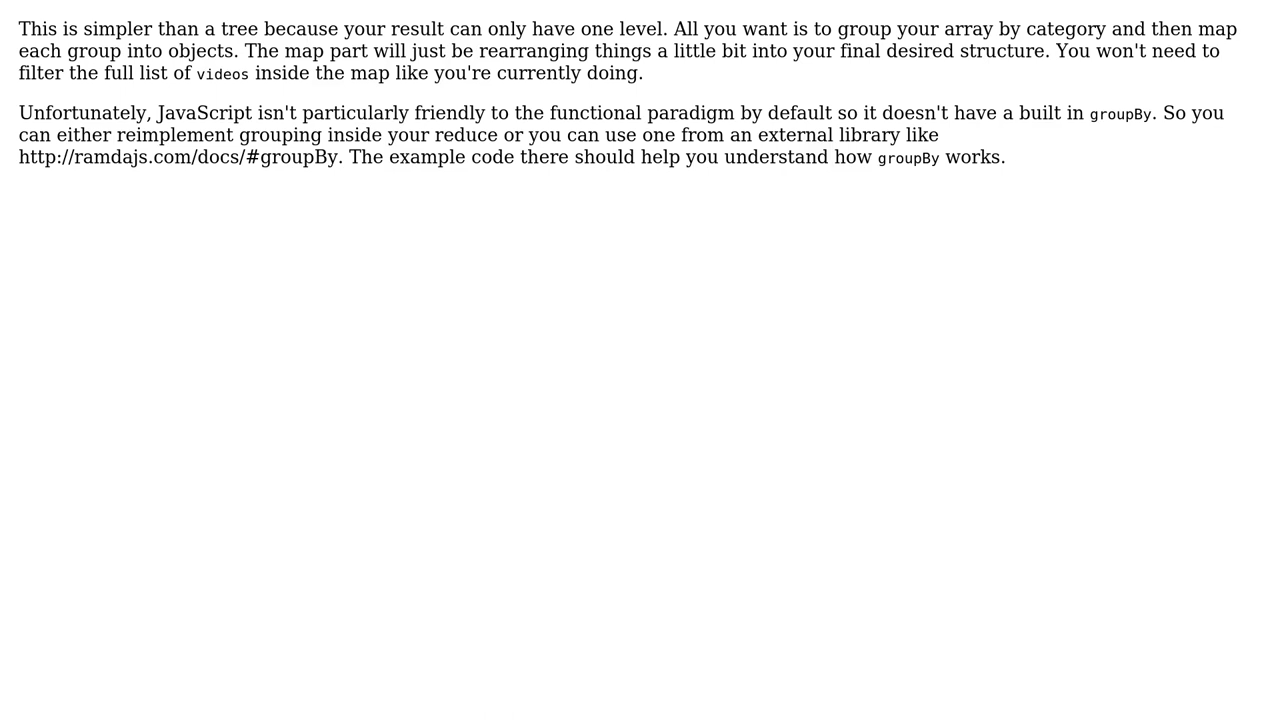 This is simpler than a tree because your result can only have one level. All you want is to group your array by category and then map
each group into objects. The map part will just be rearranging things a little bit into your final desired structure. You won't need to
filter the full list of videos inside the map like you're currently doing.
Unfortunately, JavaScript isn't particularly friendly to the functional paradigm by default so it doesn't have a built in groupBy. So you
can either reimplement grouping inside your reduce or you can use one from an external library like
http://ramdajs.com/docs/#groupBy. The example code there should help you understand how groupBy works.